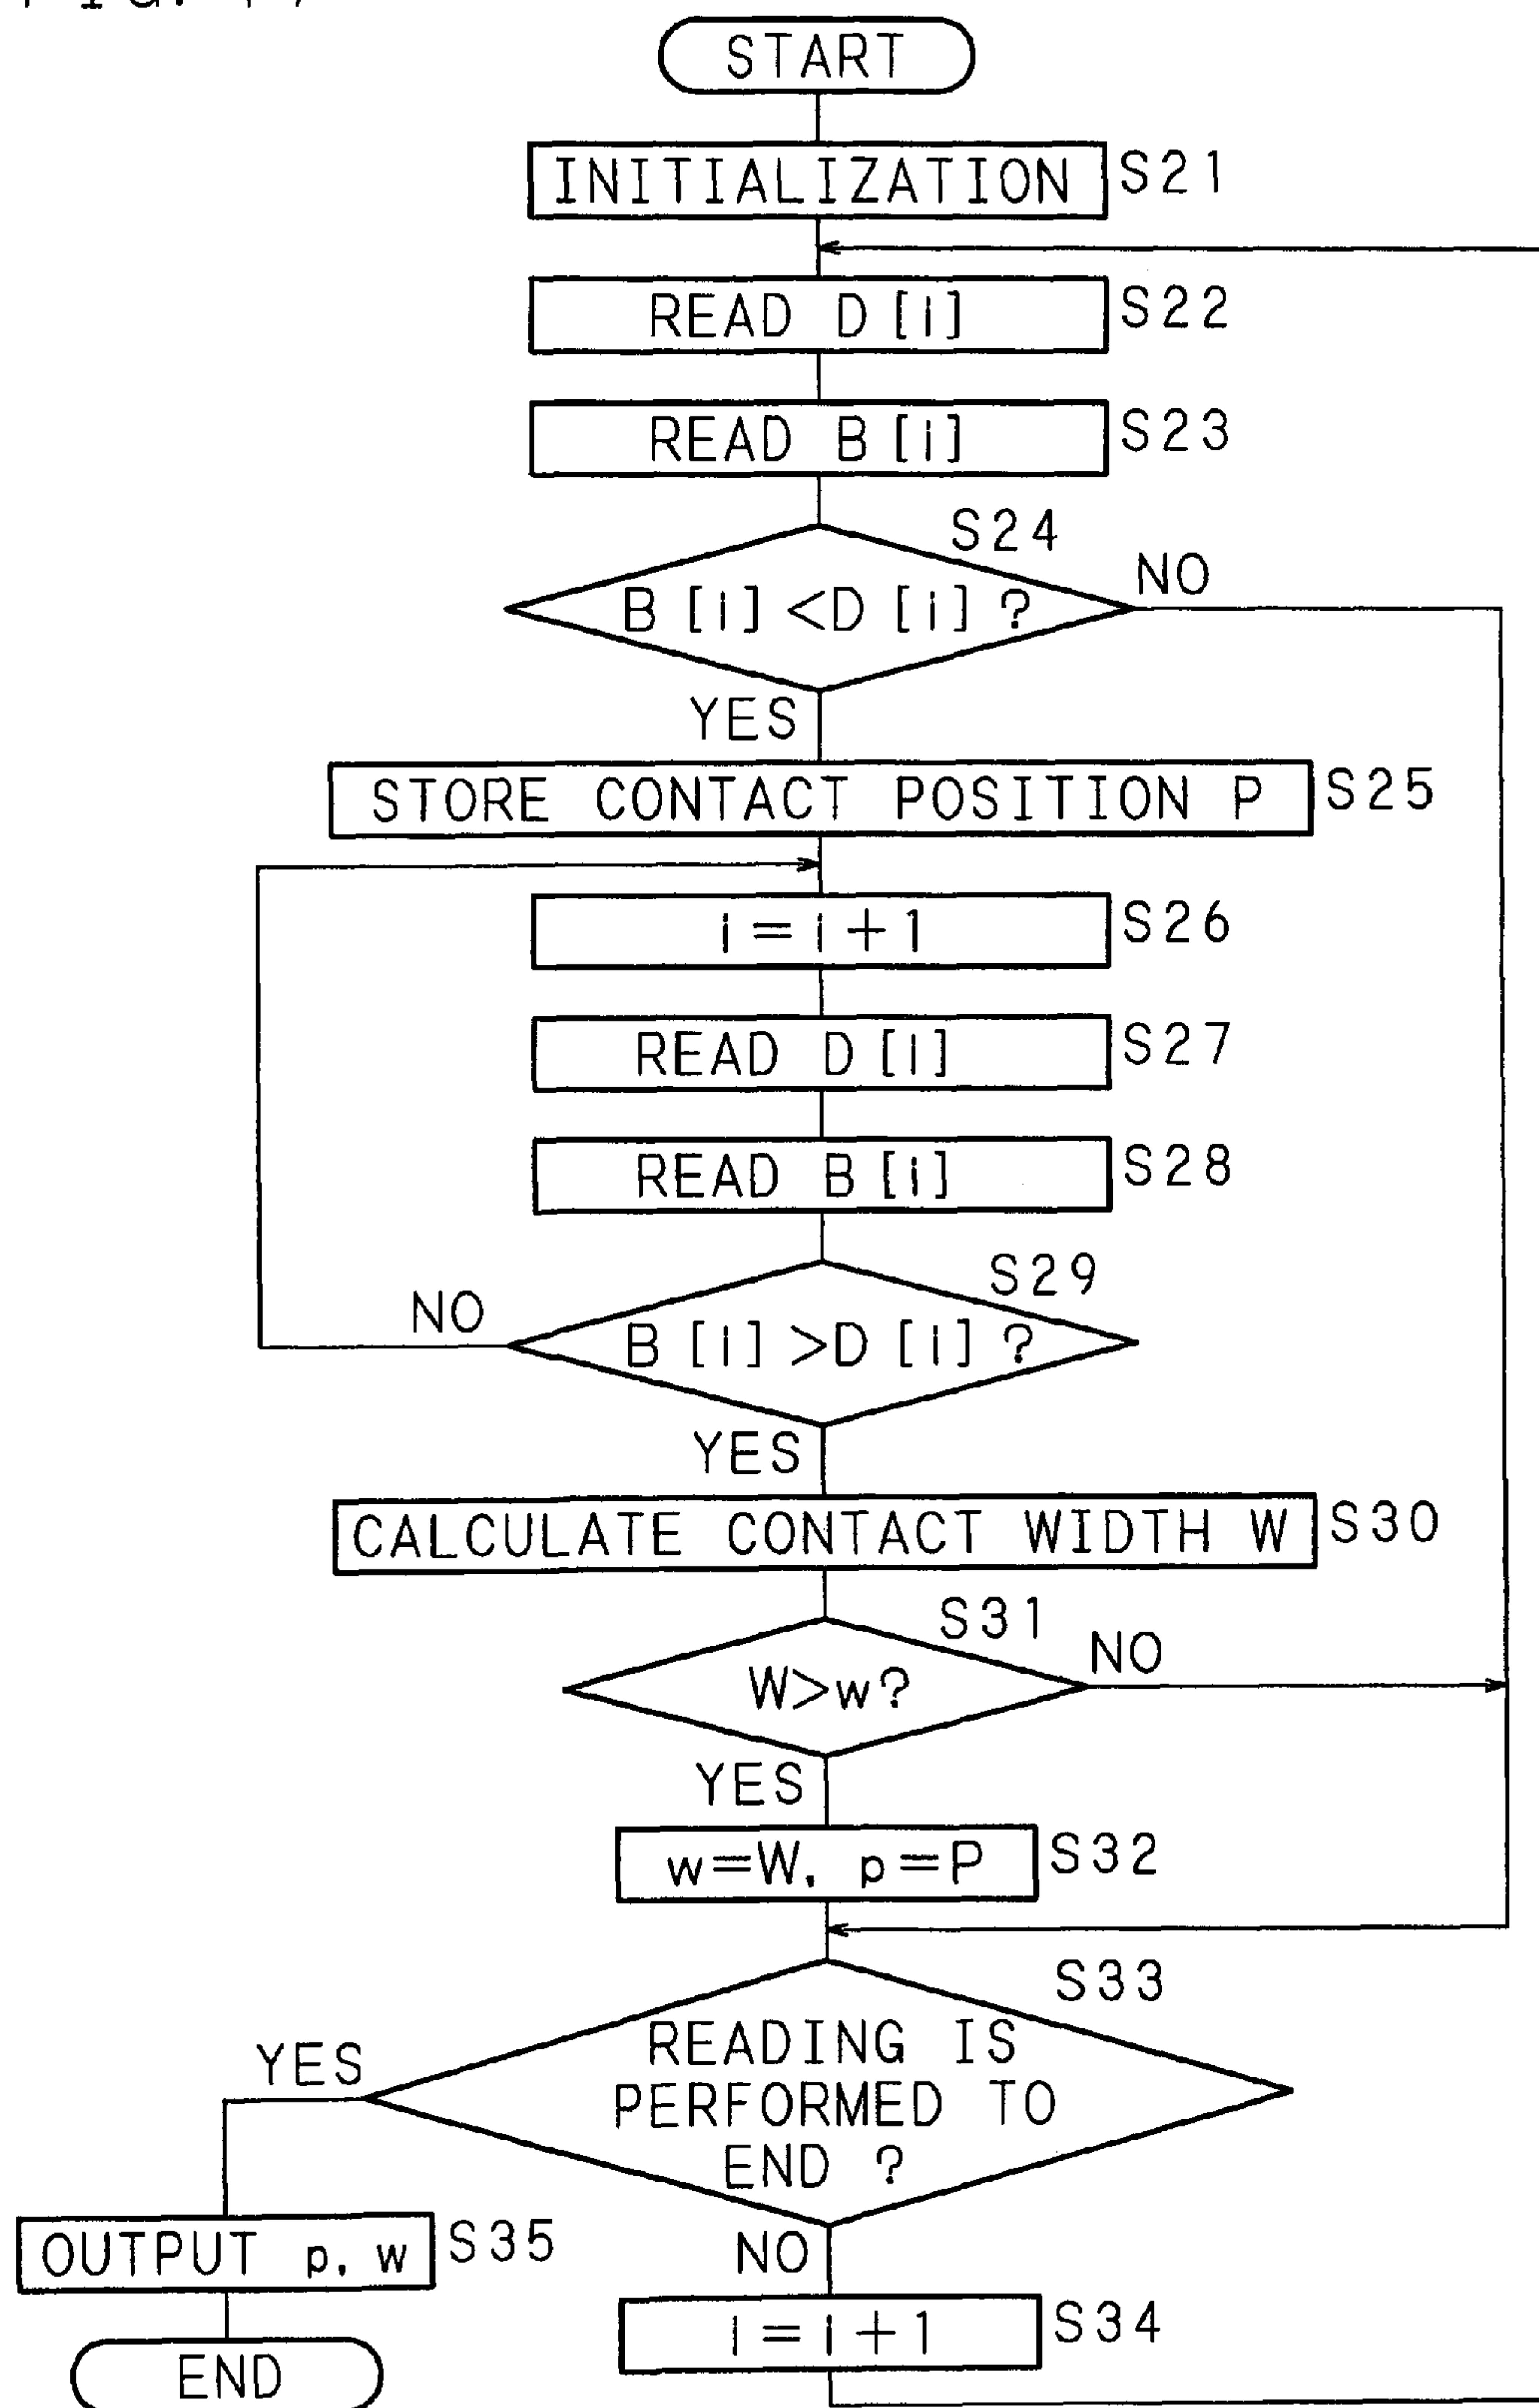 START
INITIALIZATION S21
READ D[i] S22
READ B[i] S23
S24
B[i]<D[i]? NO
YES
STORE CONTACT POSITION P S25
i=i+1 S26
READ D[i] S27
READ B[i] S28
S29
NO B[i]>D[i]?
YES
CALCULATE CONTACT WIDTH W S30
S31
W>w? NO
YES
w=W, p=P S32
S33
READING IS
YES PERFORMED TO
END ?
OUTPUT p, w S35
NO
i=i+1 S34
END